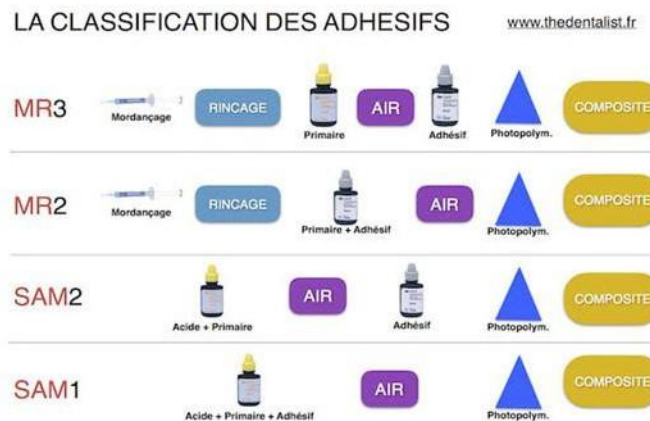 LA CLASSIFICATION DES ADHESIFS
www.thedentalist.fr
MR3
Mordançage
RINCAGE
Primaire
AIR
Adhésif
Photopolym.
COMPOSITE
MR2
Mordançage
RINCAGE
Primaire + Adhésif
AIR
Photopolym.
COMPOSITE
SAM2
Acide + Primaire
AIR
Adhésif
Photopolym.
COMPOSITE
SAM1
Acide + Primaire + Adhésif
AIR
Photopolym.
COMPOSITE